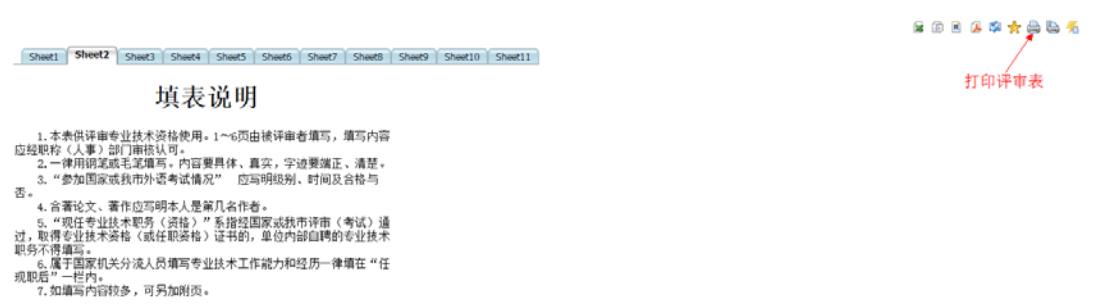 Sheet1 Sheet2 Sheet3 Sheet4 Sheet5 Sheet6 Sheet7 Sheet8 Sheet9 Sheet10 Sheet11
打印评审表
填表说明
1.本表供评审专业技术资格使用。1～6页由被评审者填写，填写内容
应经职称（人事）部门审核认可。
2.一律用钢笔或毛笔填写。内容要具体、真实，字迹要端正、清楚。
3.“参加国家或我市外语考试情况” 应写明级别、时间及合格与
否。
4.合著论文、著作应写明本人是第几名作者。
5.“现任专业技术职务（资格）”系指经国家或我市评审（考试）通
过，取得专业技术资格（或任职资格）证书的，单位内部自聘的专业技术
职务不得填写。
6.属于国家机关分流人员填写专业技术工作能力和经历一律填在“任
现职后”一栏内。
7.如填写内容较多，可另加附页。